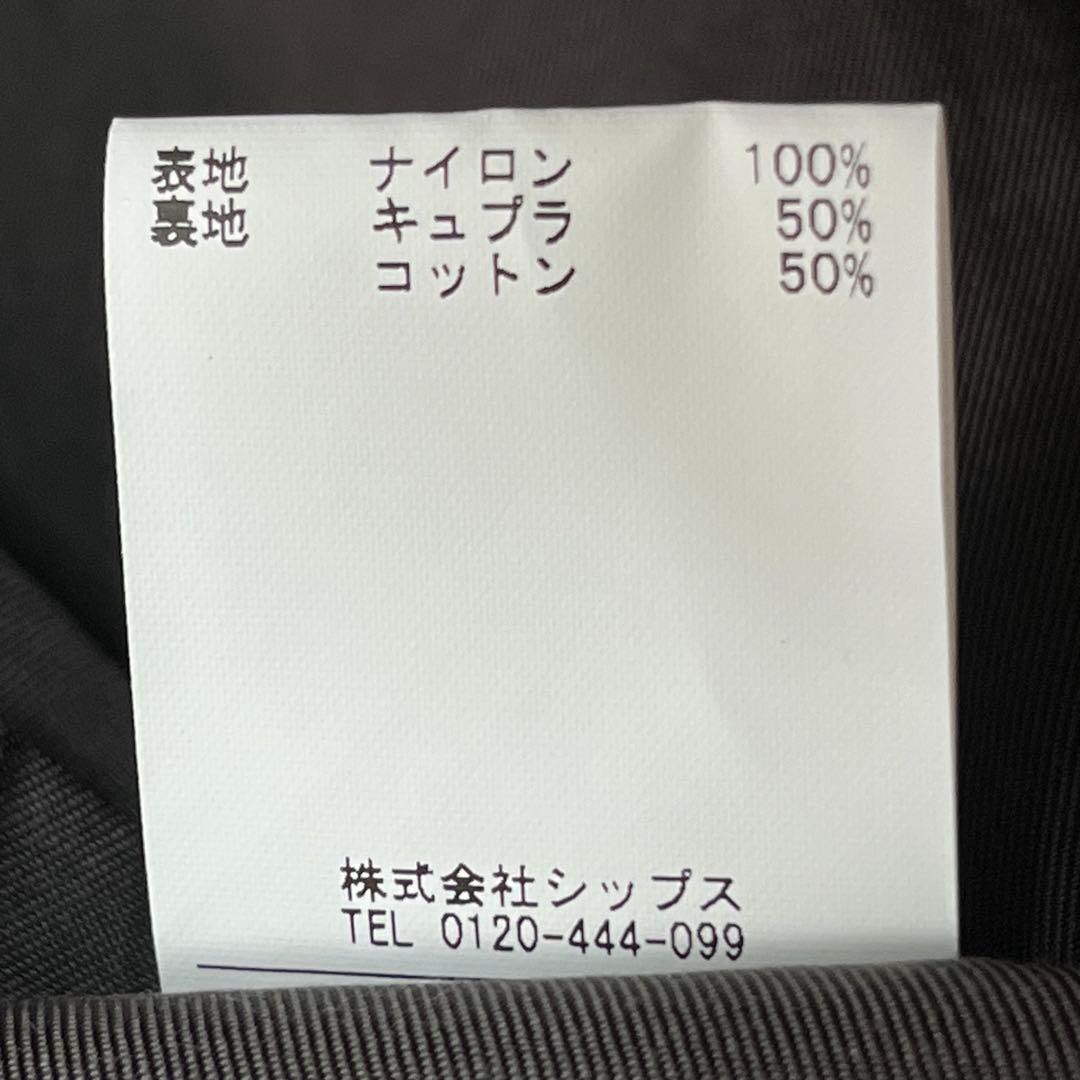 表地 ナイロン 100%
裏地 キュプラ 50%
コットン 50%
株式会社シップス
TEL 0120-444-099